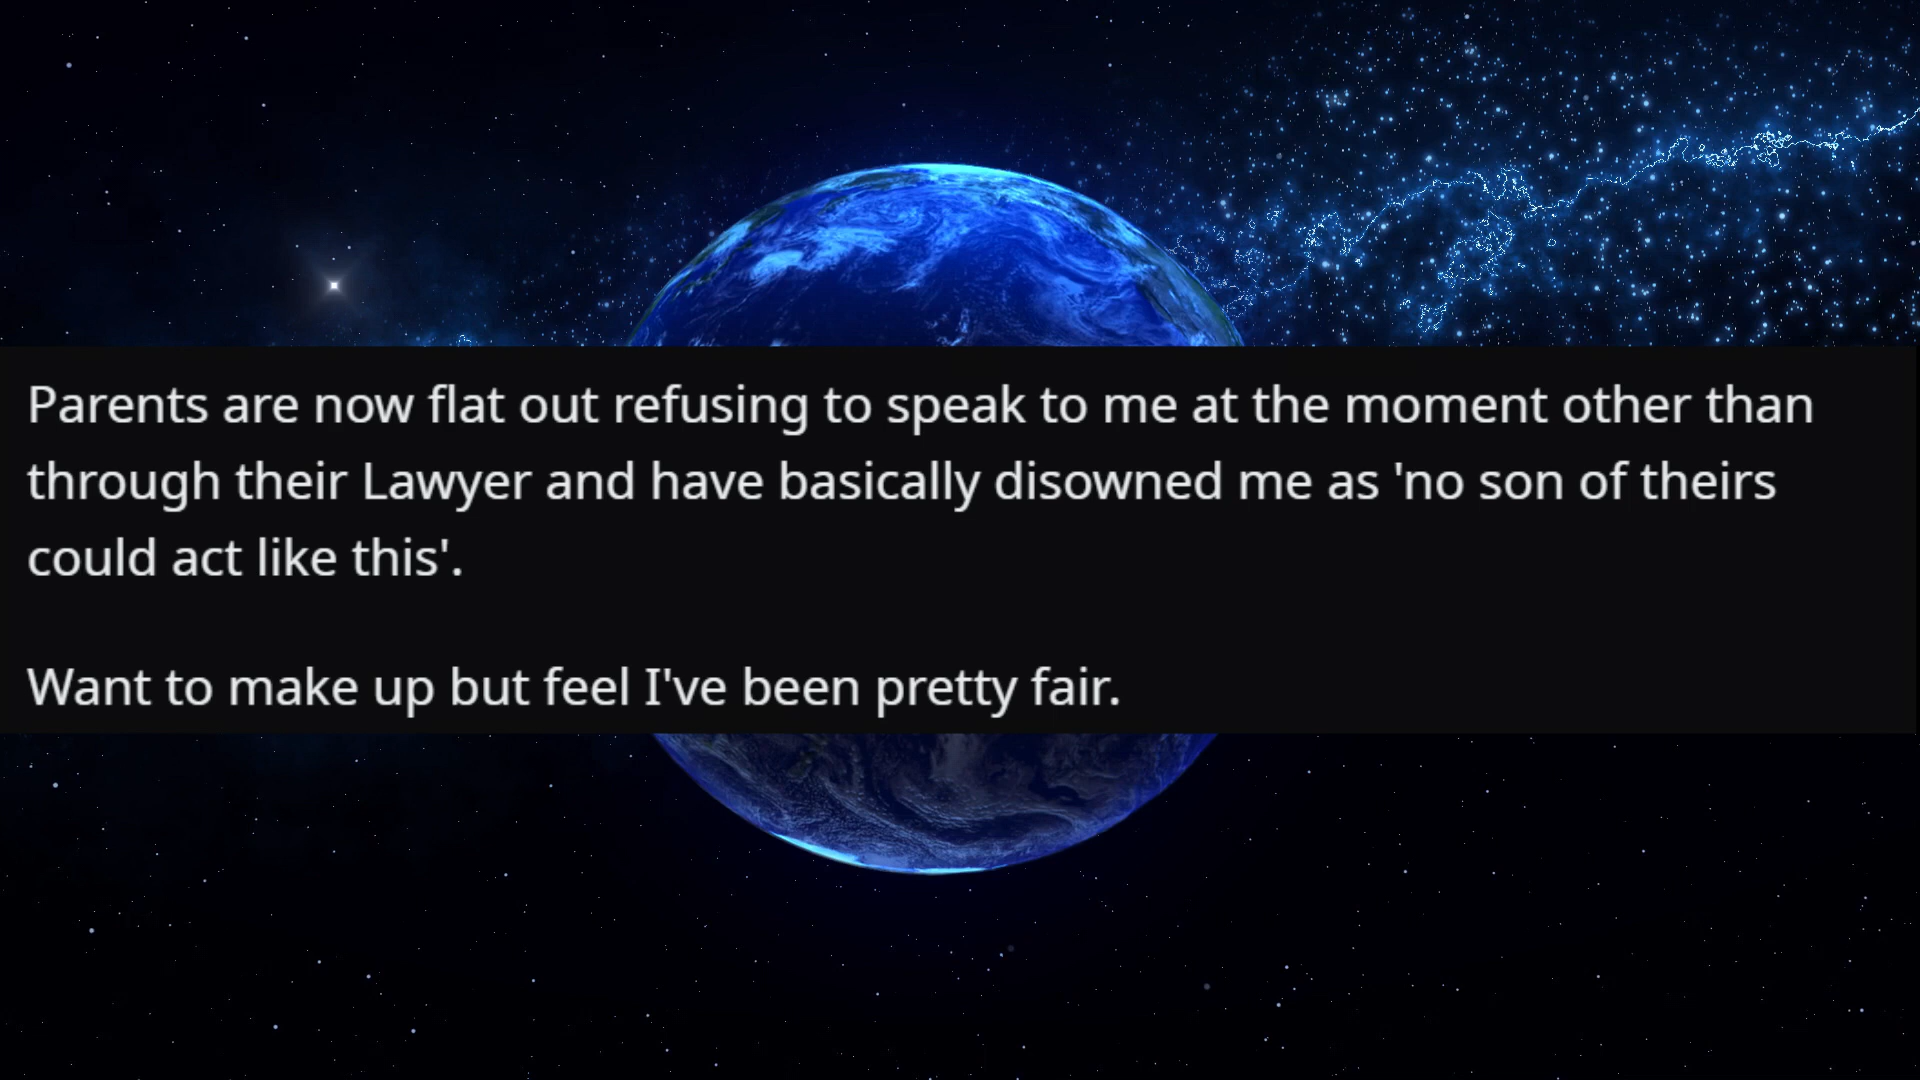 Parents are now flat out refusing to speak to me at the moment other than
through their Lawyer and have basically disowned me as 'no son of theirs
could act like this'.
Want to make up but feel I've been pretty fair.